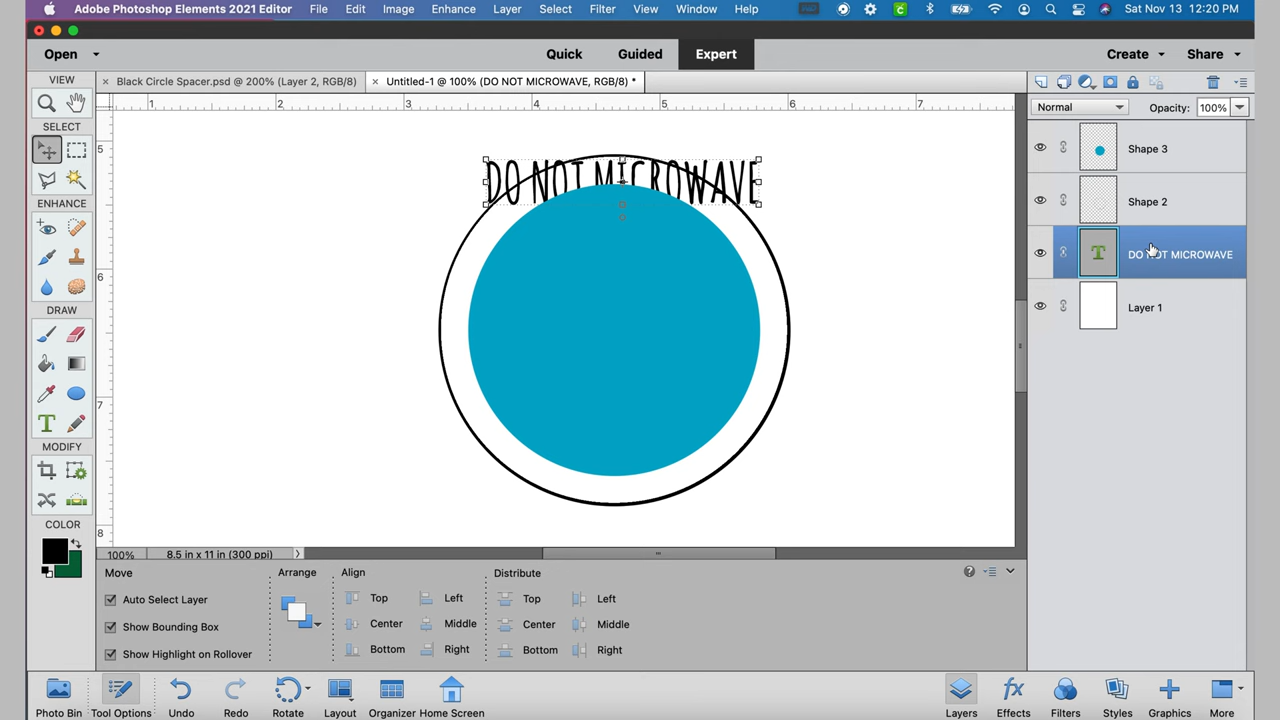 Adobe Photoshop Elements 2021 Editor File Edit Image Enhance Layer Select Filter View Window Help Sat Nov 13 12:20 PM
Open Quick Guided Expert Create Share
VIEW Black Circle Spacer.psd @ 200% (Layer 2, RGB/8) Untitled-1 @ 100% (DO NOT MICROWAVE, RGB/8) *
1 2 3 4 5 6 7
Normal Opacity: 100%
SELECT
5
Shape 3
DO NOT MICROWAVE
ENHANCE
Shape 2
DO NOT MICROWAVE
6
DRAW
Layer 1
7
MODIFY
COLOR
8
100% 8.5 in x 11 in (300 ppi)
Move Arrange Align Distribute
Auto Select Layer Top Left Top Left
Show Bounding Box Center Middle Center Middle
Show Highlight on Rollover Bottom Right Bottom Right
Photo Bin Tool Options Undo Redo Rotate Layout Organizer Home Screen Layers Effects Filters Styles Graphics More